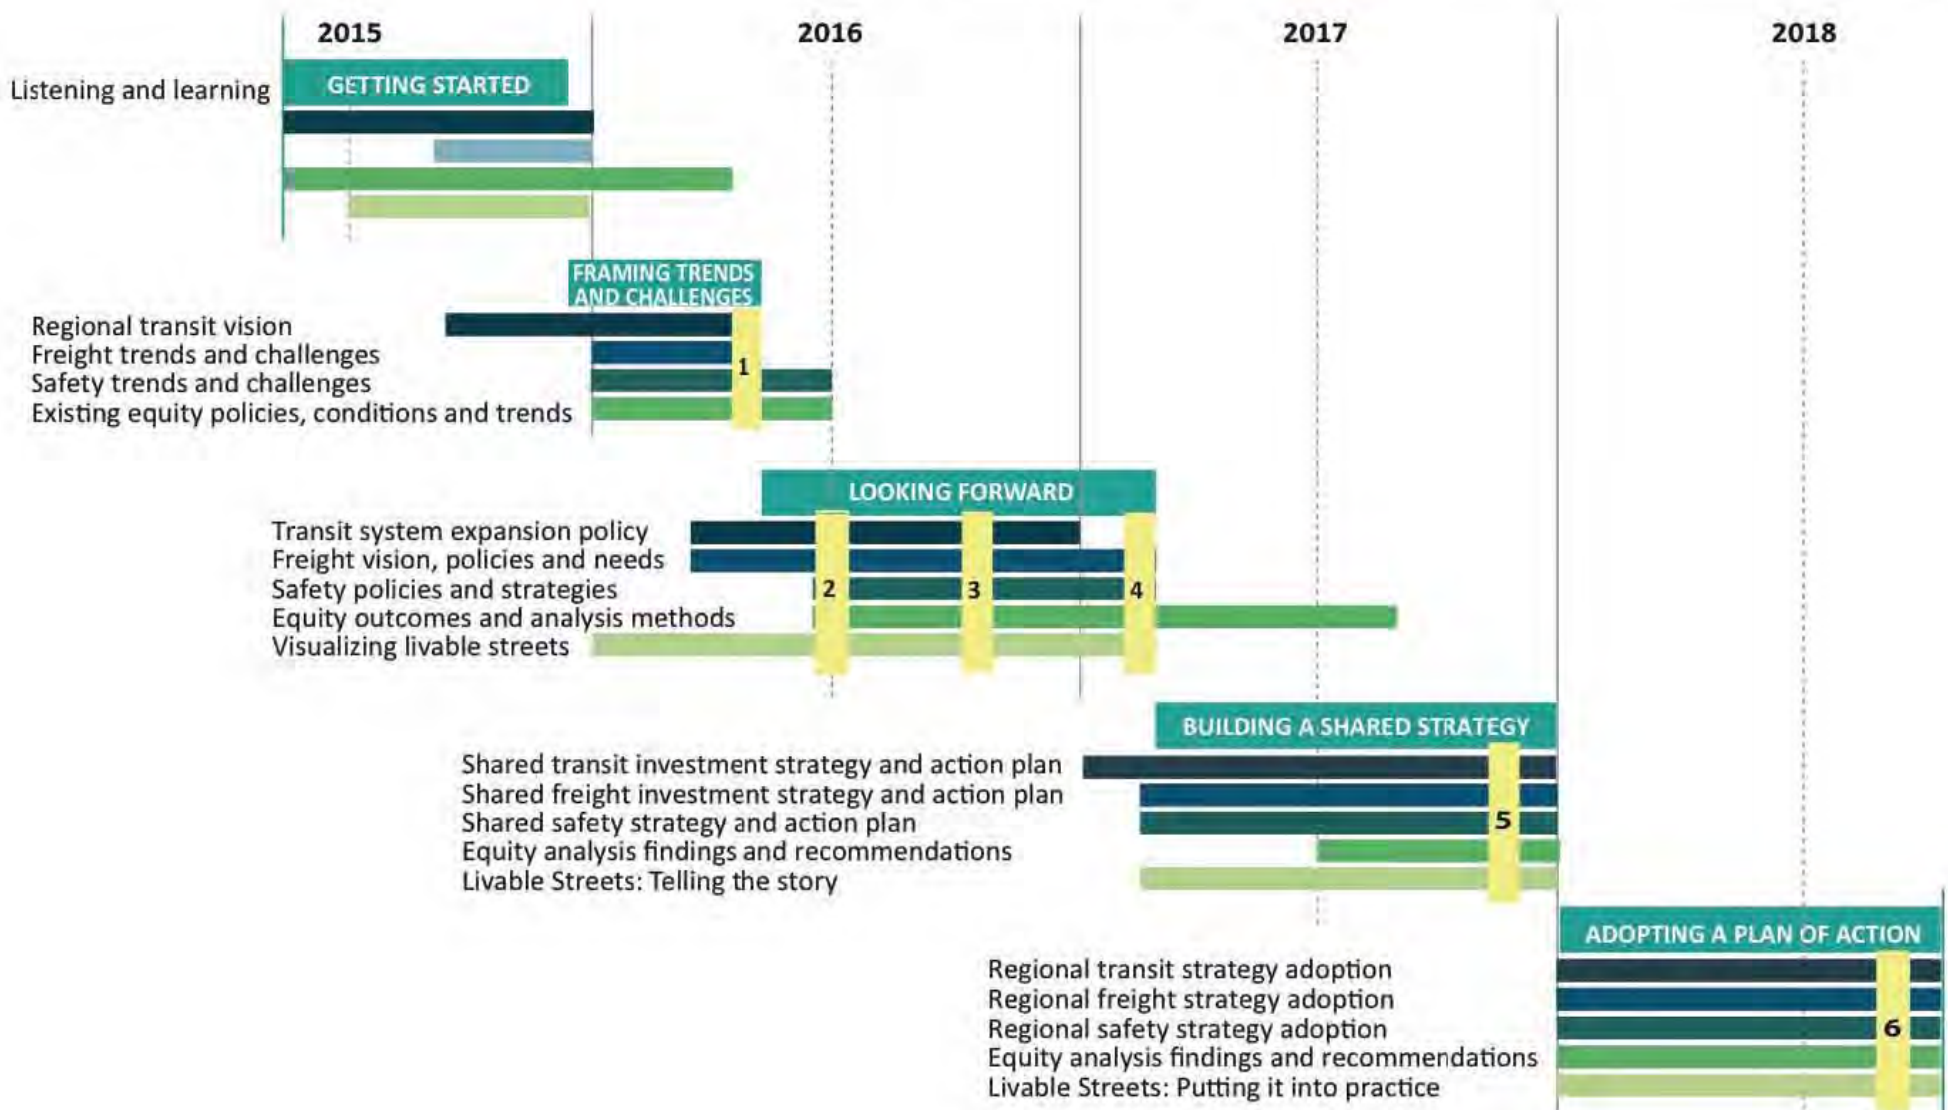 2015
2016
2017
2018
Listening and learning
GETTING STARTED
FRAMING TRENDS
AND CHALLENGES
Regional transit vision
Freight trends and challenges
Safety trends and challenges
Existing equity policies, conditions and trends
1
LOOKING FORWARD
Transit system expansion policy
Freight vision, policies and needs
Safety policies and strategies
Equity outcomes and analysis methods
Visualizing livable streets
2
3
4
BUILDING A SHARED STRATEGY
Shared transit investment strategy and action plan
Shared freight investment strategy and action plan
Shared safety strategy and action plan
Equity analysis findings and recommendations
Livable Streets: Telling the story
5
ADOPTING A PLAN OF ACTION
Regional transit strategy adoption
Regional freight strategy adoption
Regional safety strategy adoption
Equity analysis findings and recommendations
Livable Streets: Putting it into practice
6